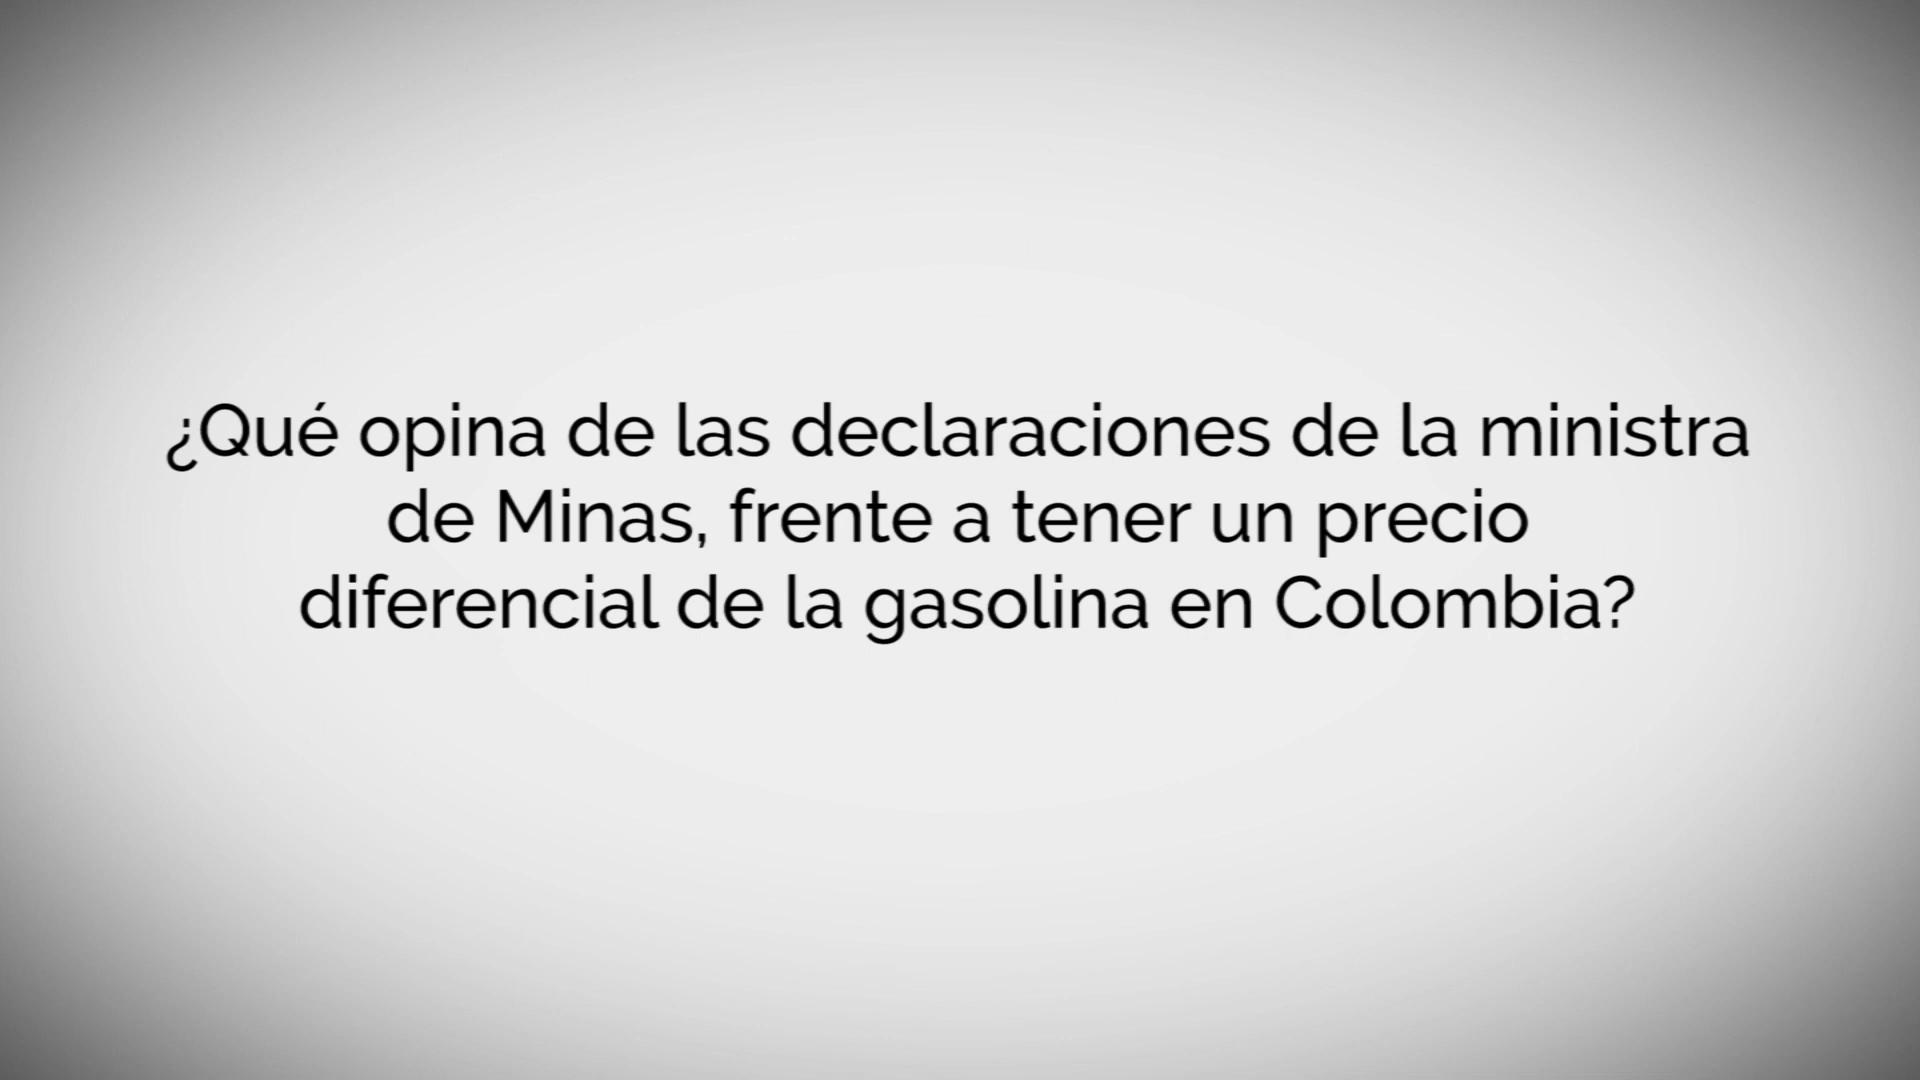 ¿Qué opina de las declaraciones de la ministra
de Minas, frente a tener un precio
diferencial de la gasolina en Colombia?